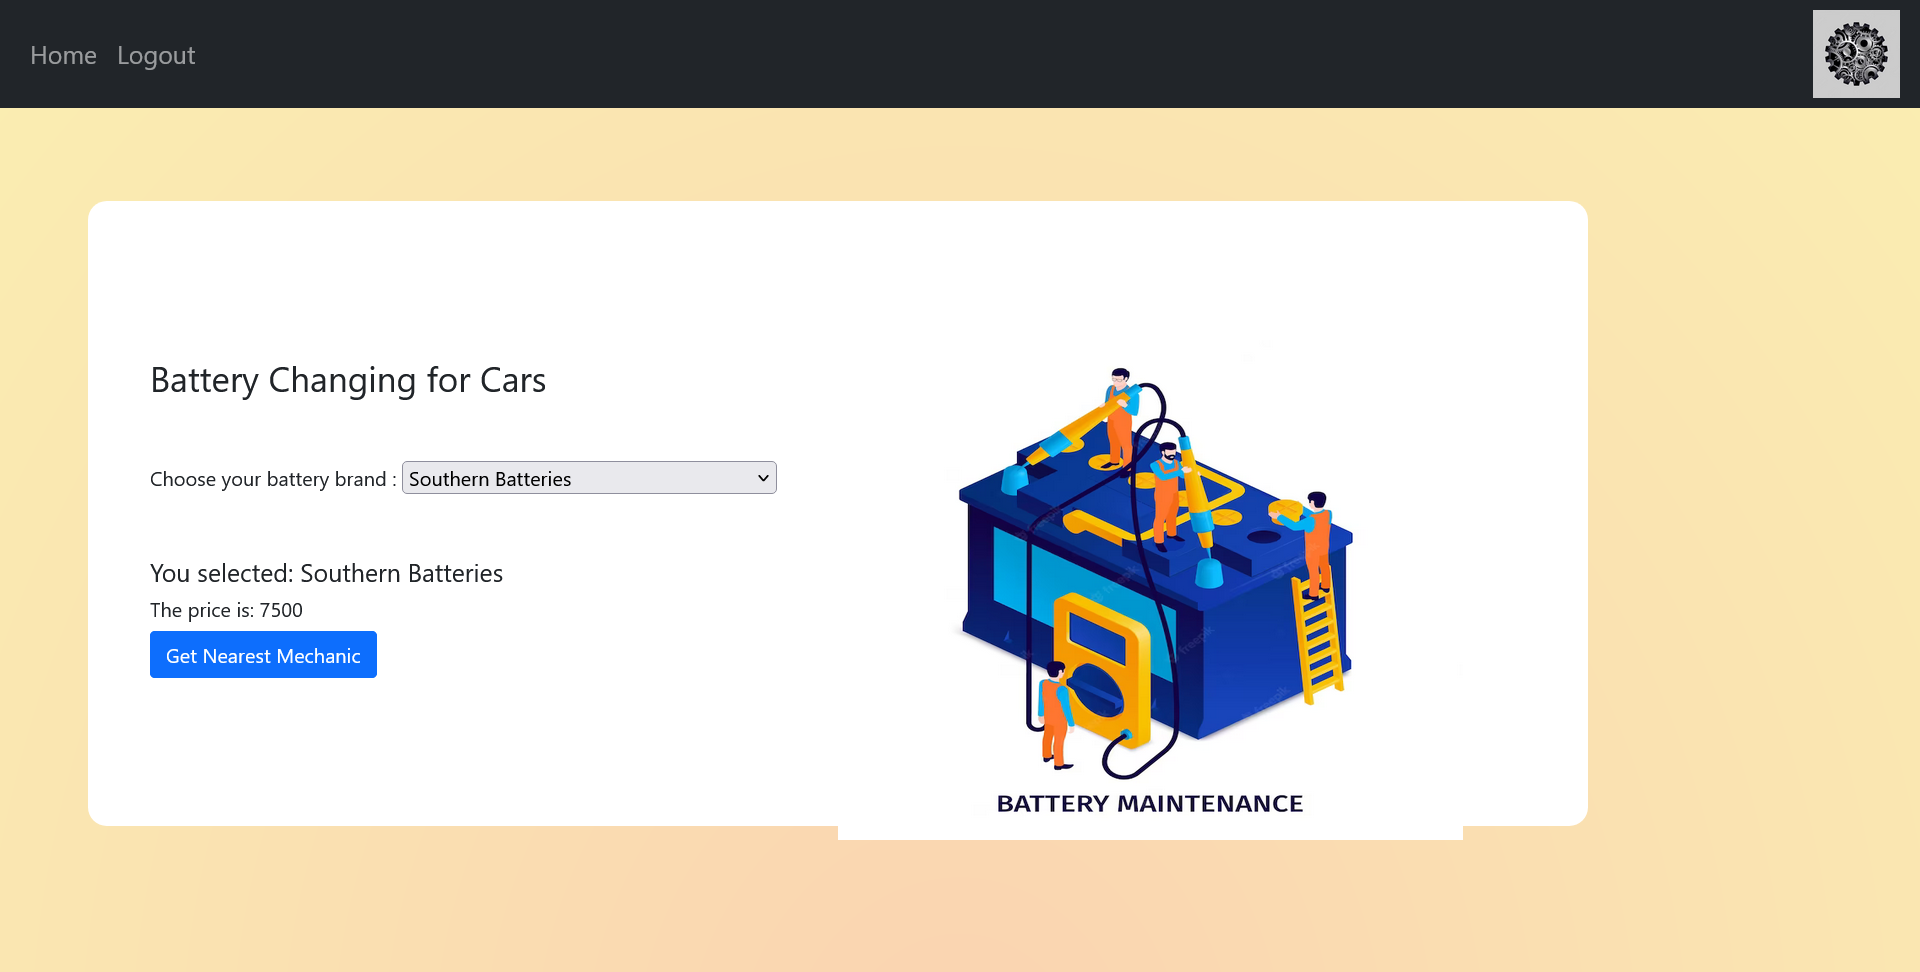 Home Logout
Battery Changing for Cars
Choose your battery brand : Southern Batteries
You selected: Southern Batteries
The price is: 7500
Get Nearest Mechanic
BATTERY MAINTENANCE